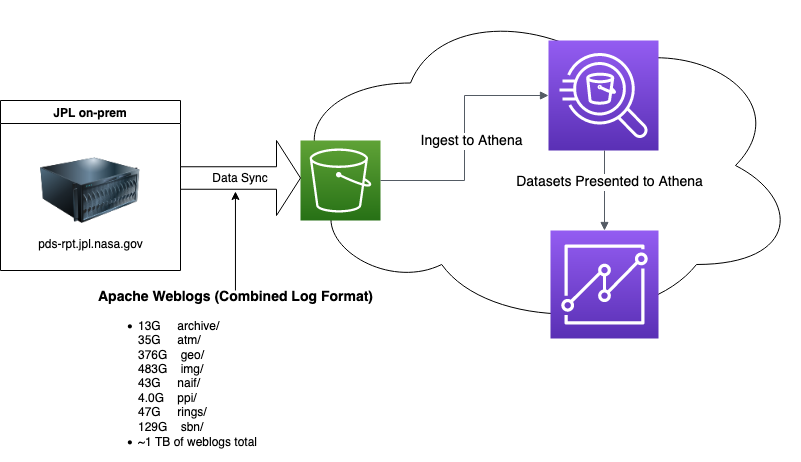 JPL on-prem
pds-rpt.jpl.nasa.gov
Data Sync
Ingest to Athena
Datasets Presented to Athena
Apache Weblogs (Combined Log Format)
• 13G archive/
35G atm/
376G geo/
483G img/
43G naif/
4.0G ppi/
47G rings/
129G sbn/
• ~1 TB of weblogs total